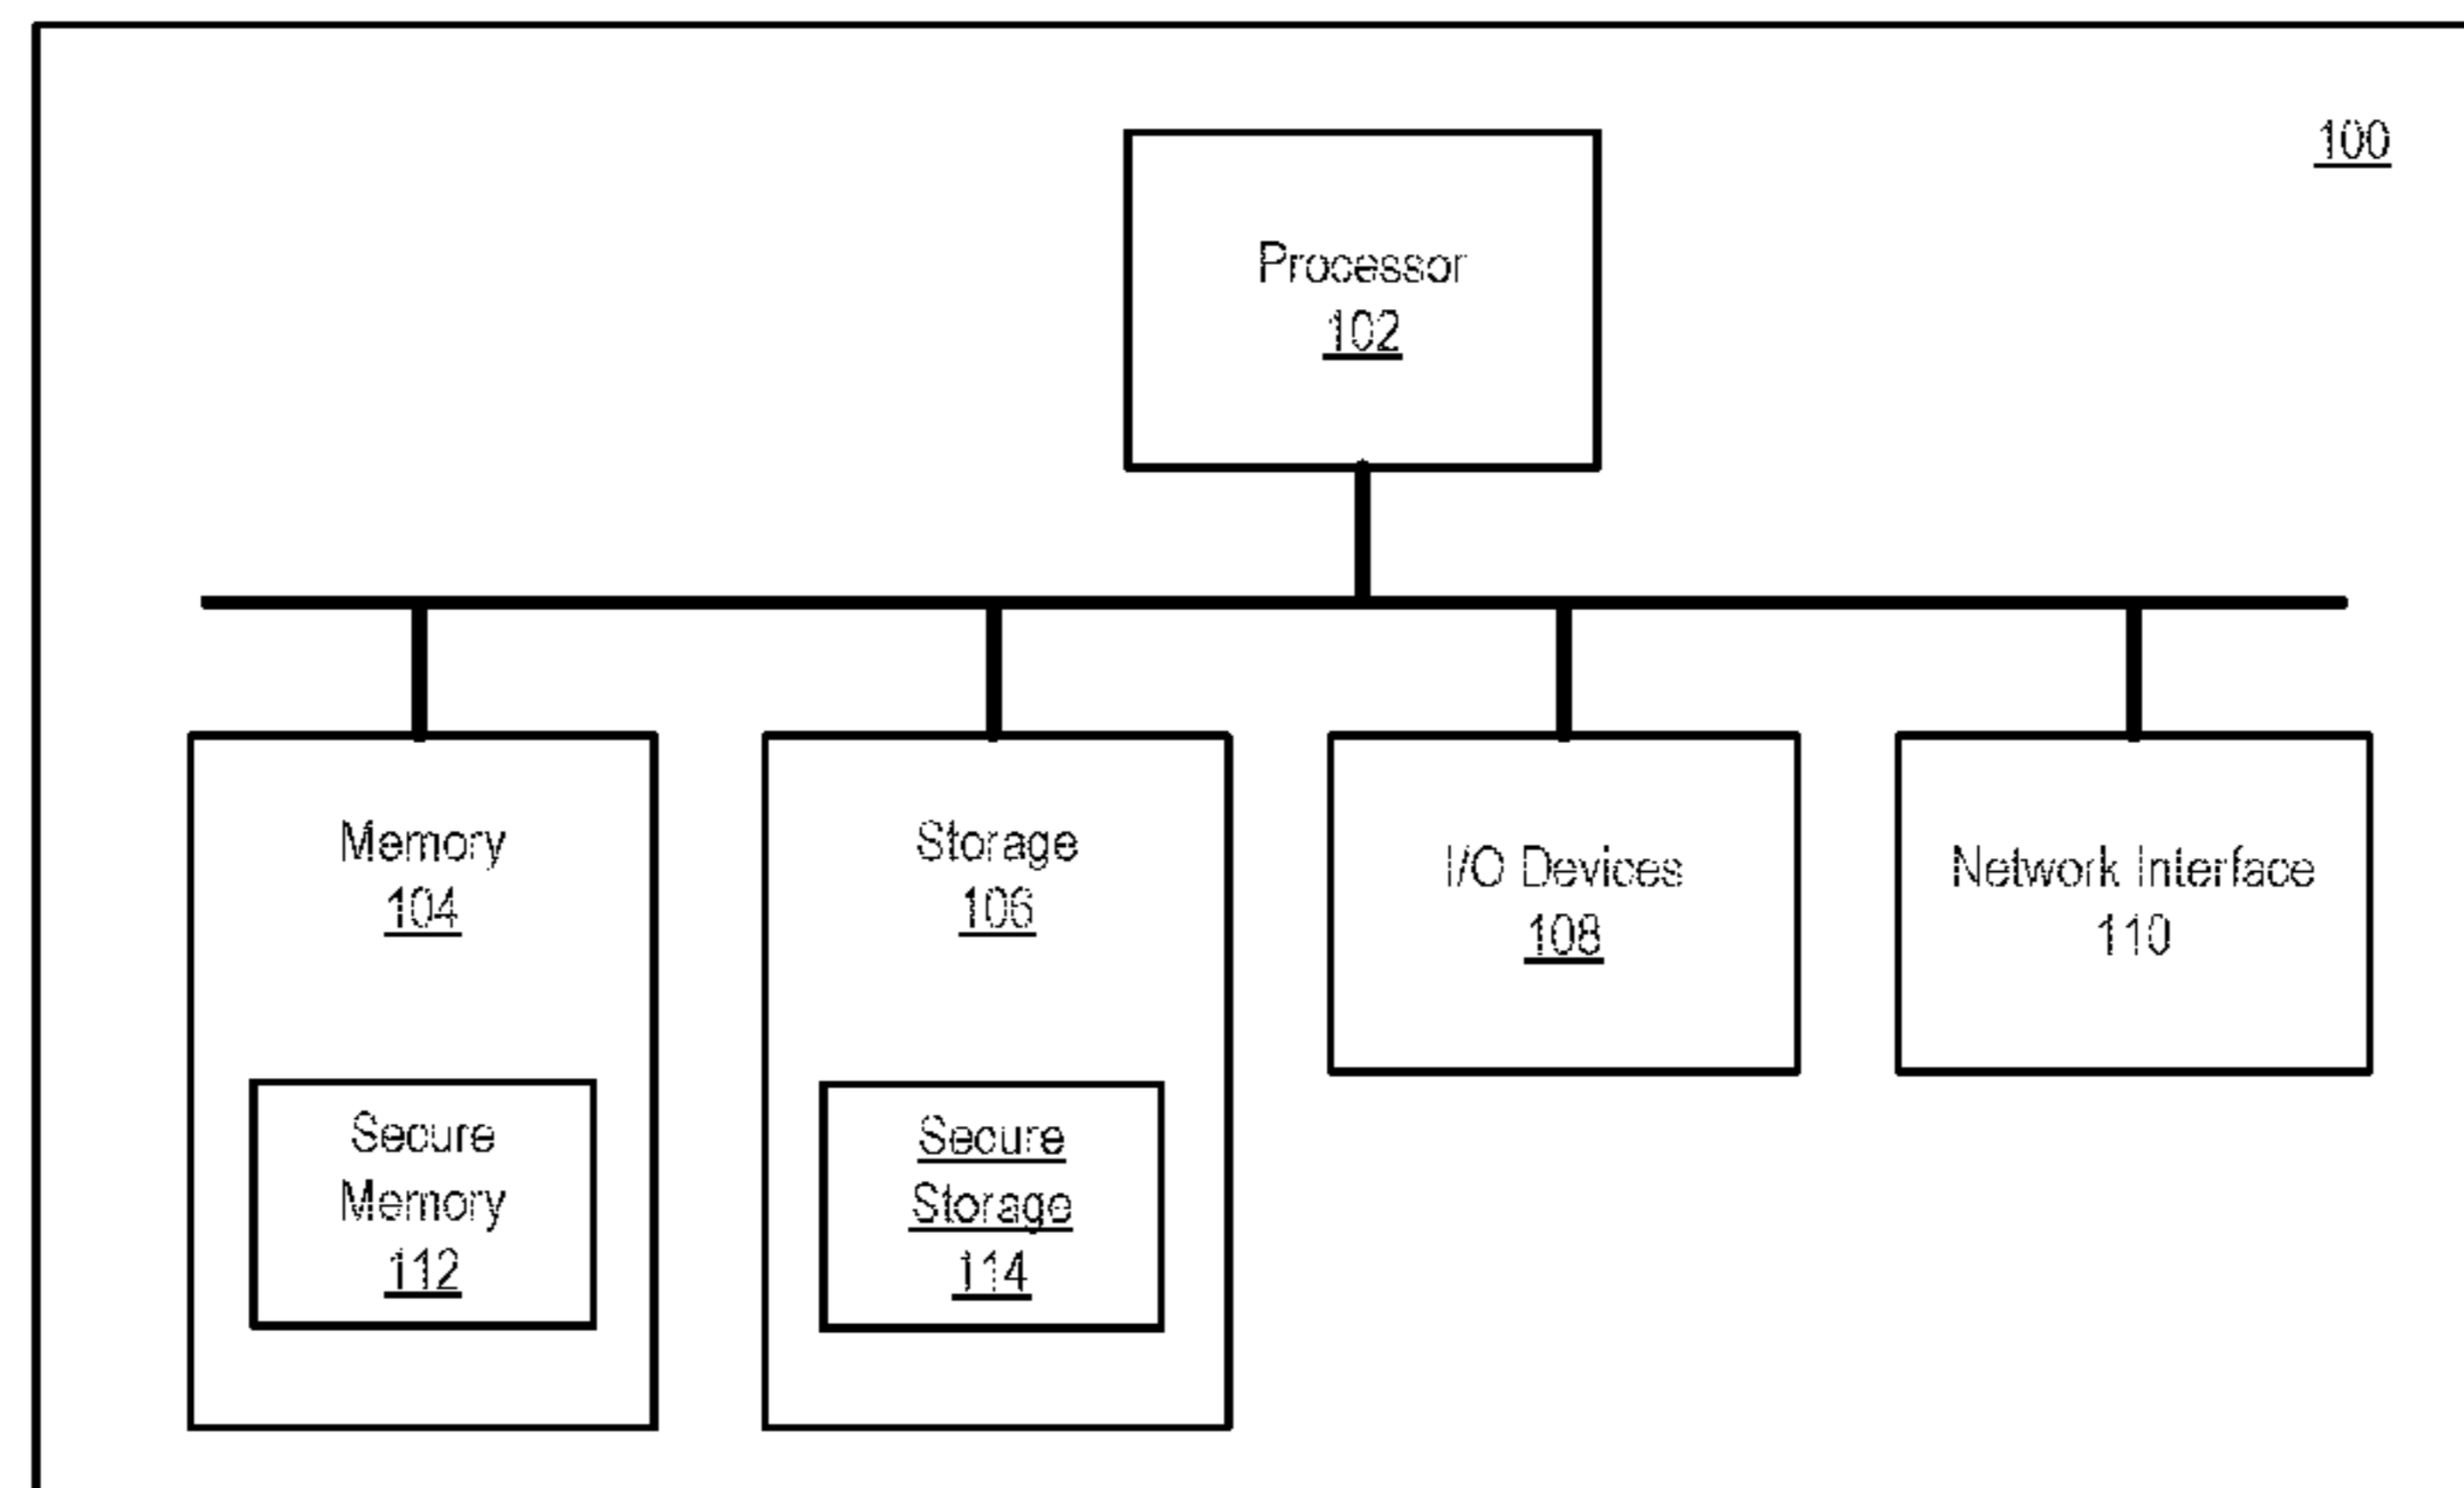 100
Processor
102
Memory
104
Storage
106
I/O Devices
108
Network Interface
110
Secure
Memory
112
Secure
Storage
114